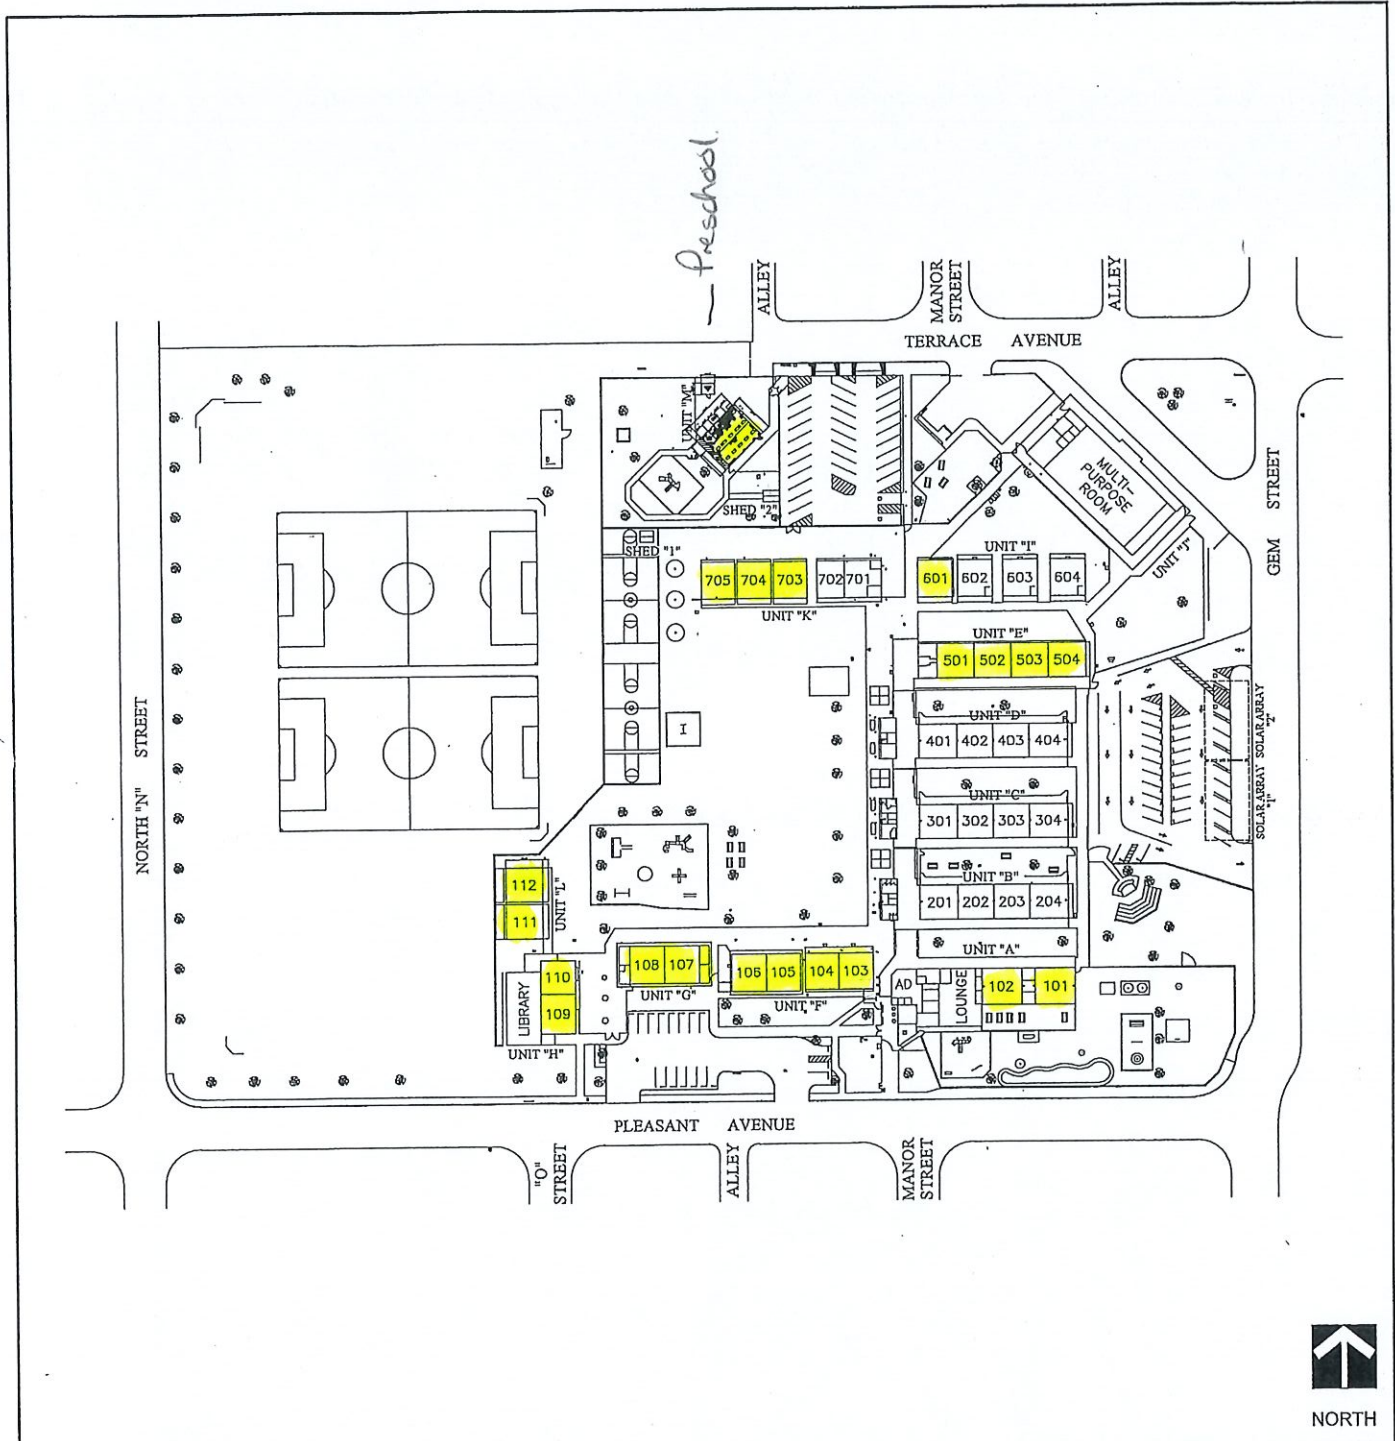 Preschool.
ALLEY
MANOR
STREET
ALLEY
TERRACE AVENUE
UNIT "M"
MULTI-
PURPOSE
ROOM
GEM STREET
SHED "2"
SHED "1"
UNIT "I"
UNIT "J"
705 704 703 702 701
601 602 603 604
UNIT "K"
UNIT "E"
501 502 503 504
NORTH "N" STREET
UNIT "D"
I
401 402 403 404
SOLAR ARRAY "1"
SOLAR ARRAY "2"
UNIT "C"
301 302 303 304
UNIT "B"
112
111
UNIT "L"
201 202 203 204
UNIT "A"
110
109
LIBRARY
UNIT "H"
108 107
UNIT "G"
106 105 104 103
UNIT "F"
AD
LOUNGE
102 101
PLEASANT AVENUE
"O"
STREET
ALLEY
MANOR
STREET
NORTH